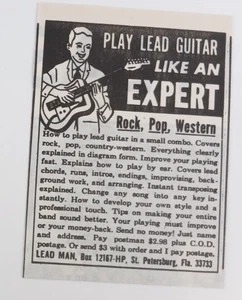 PLAY LEAD GUITAR
LIKE AN
EXPERT
Rock, Pop, Western
How to play lead guitar in a small combo. Covers
rock, pop, country-western. Everything clearly
explained in diagram form. Improve your playing
fast. Explains how to play by ear. Covers lead
chords, runs, intros, endings, improvising, back-
ground work, and arranging. Instant transposing
explained. Change any song into any key in-
stantly. How to develop your own style and a
professional touch. Tips on making your entire
band sound better. Your playing must improve
or your money-back. Send no money! Just name
and address. Pay postman $2.98 plus C.O.D.
postage. Or send $3 with order and I pay postage.
LEAD MAN, Box 12167-HP, St. Petersburg, Fla. 33733